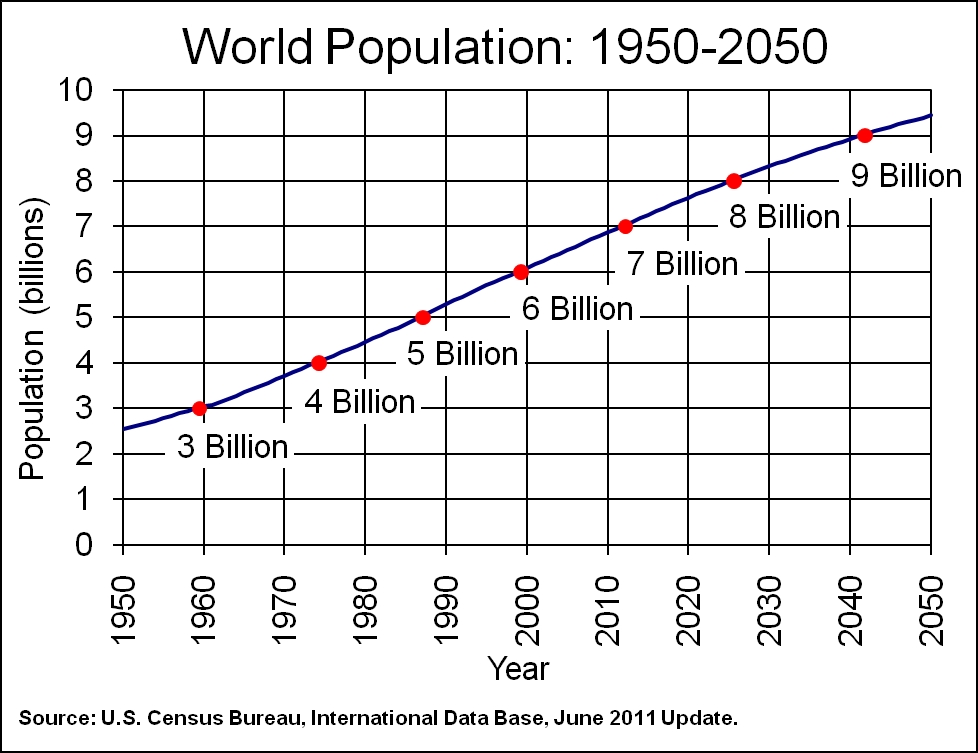 World Population: 1950-2050
10
9
8
7
6
5
4
3
2
1
0
Population (billions)
9 Billion
8 Billion
7 Billion
6 Billion
5 Billion
4 Billion
3 Billion
1950
1960
1970
1980
1990
2000
2010
2020
2030
2040
2050
Year
Source: U.S. Census Bureau, International Data Base, June 2011 Update.